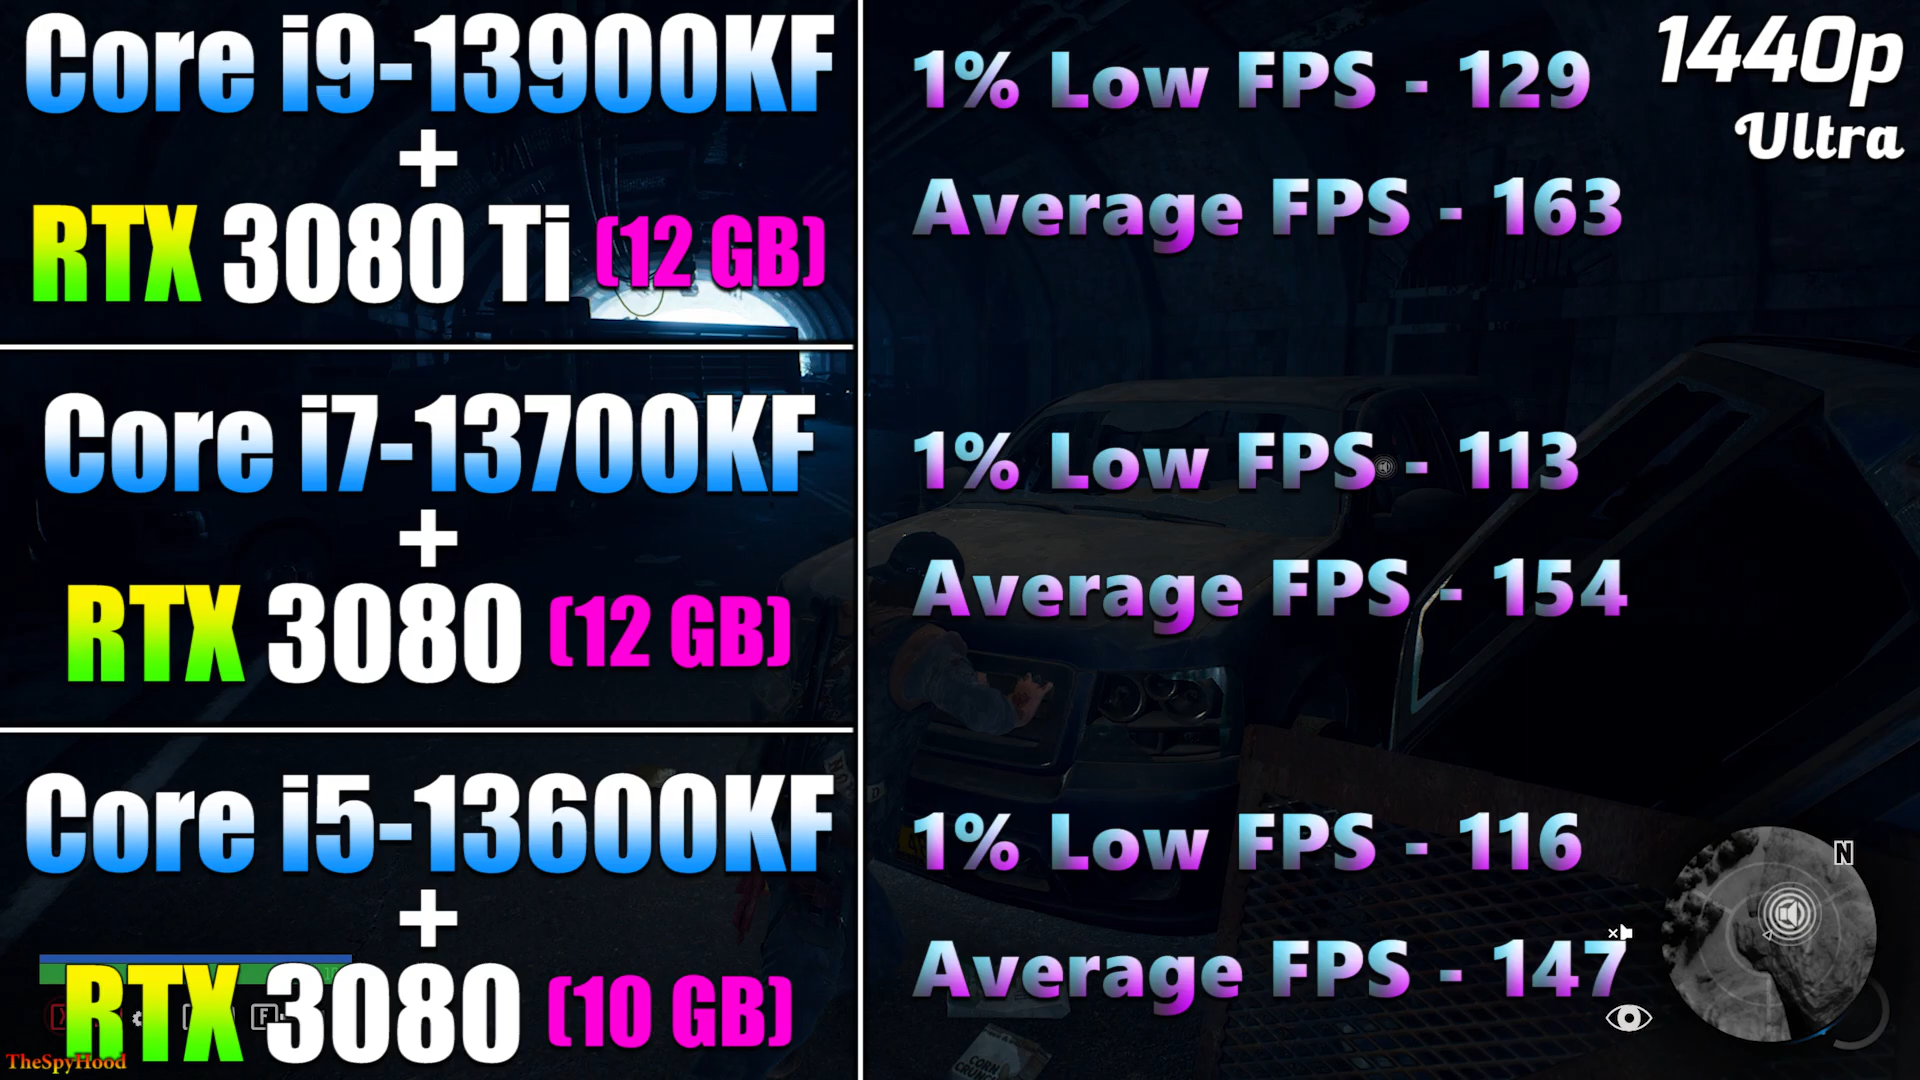 Core i9-13900KF
+
RTX 3080 Ti (12 GB)
1% Low FPS - 129
Average FPS - 163
1440p
Ultra
Core i7-13700KF
+
RTX 3080 (12 GB)
1% Low FPS - 113
Average FPS - 154
Core i5-13600KF
+
RTX 3080 (10 GB)
1% Low FPS - 116
Average FPS - 147
N
F
TheSpyHood
CORN